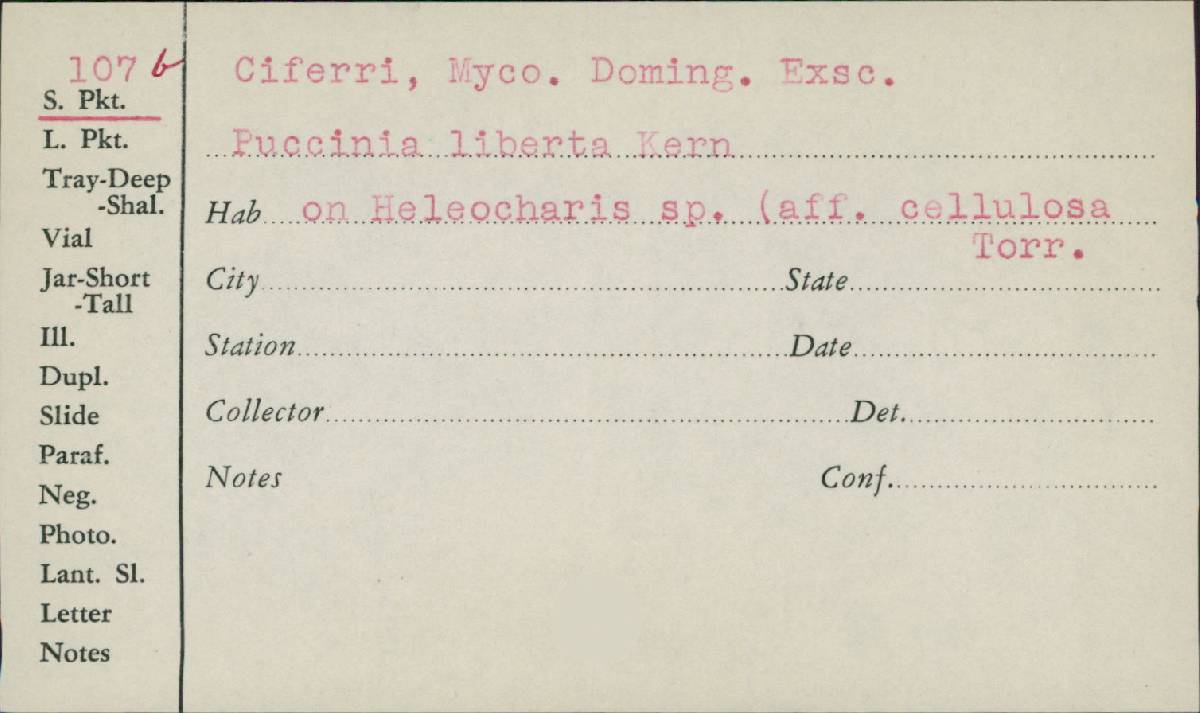 107 b
S. Pkt.
L. Pkt.
Tray-Deep
-Shal.
Vial
Jar-Short
-Tall
Ill.
Dupl.
Slide
Paraf.
Neg.
Photo.
Lant. Sl.
Letter
Notes
Ciferri, Myco. Doming. Exsc.
Puccinia liberta Kern
Hab on Heleocharis sp. (aff. cellulosa
Torr.
City State
Station Date
Collector Det.
Notes Conf.